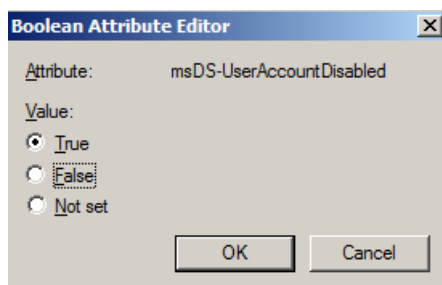 Boolean Attribute Editor
Attribute: msDS-UserAccountDisabled
Value:
True
False
Not set
OK Cancel